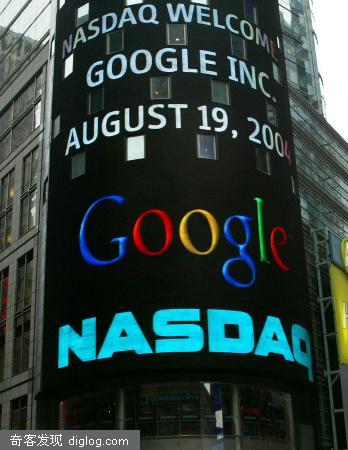 NASDAQ WELCOMES
GOOGLE INC.
AUGUST 19, 2004
Google
NASDAQ
奇客发现 diglog.com